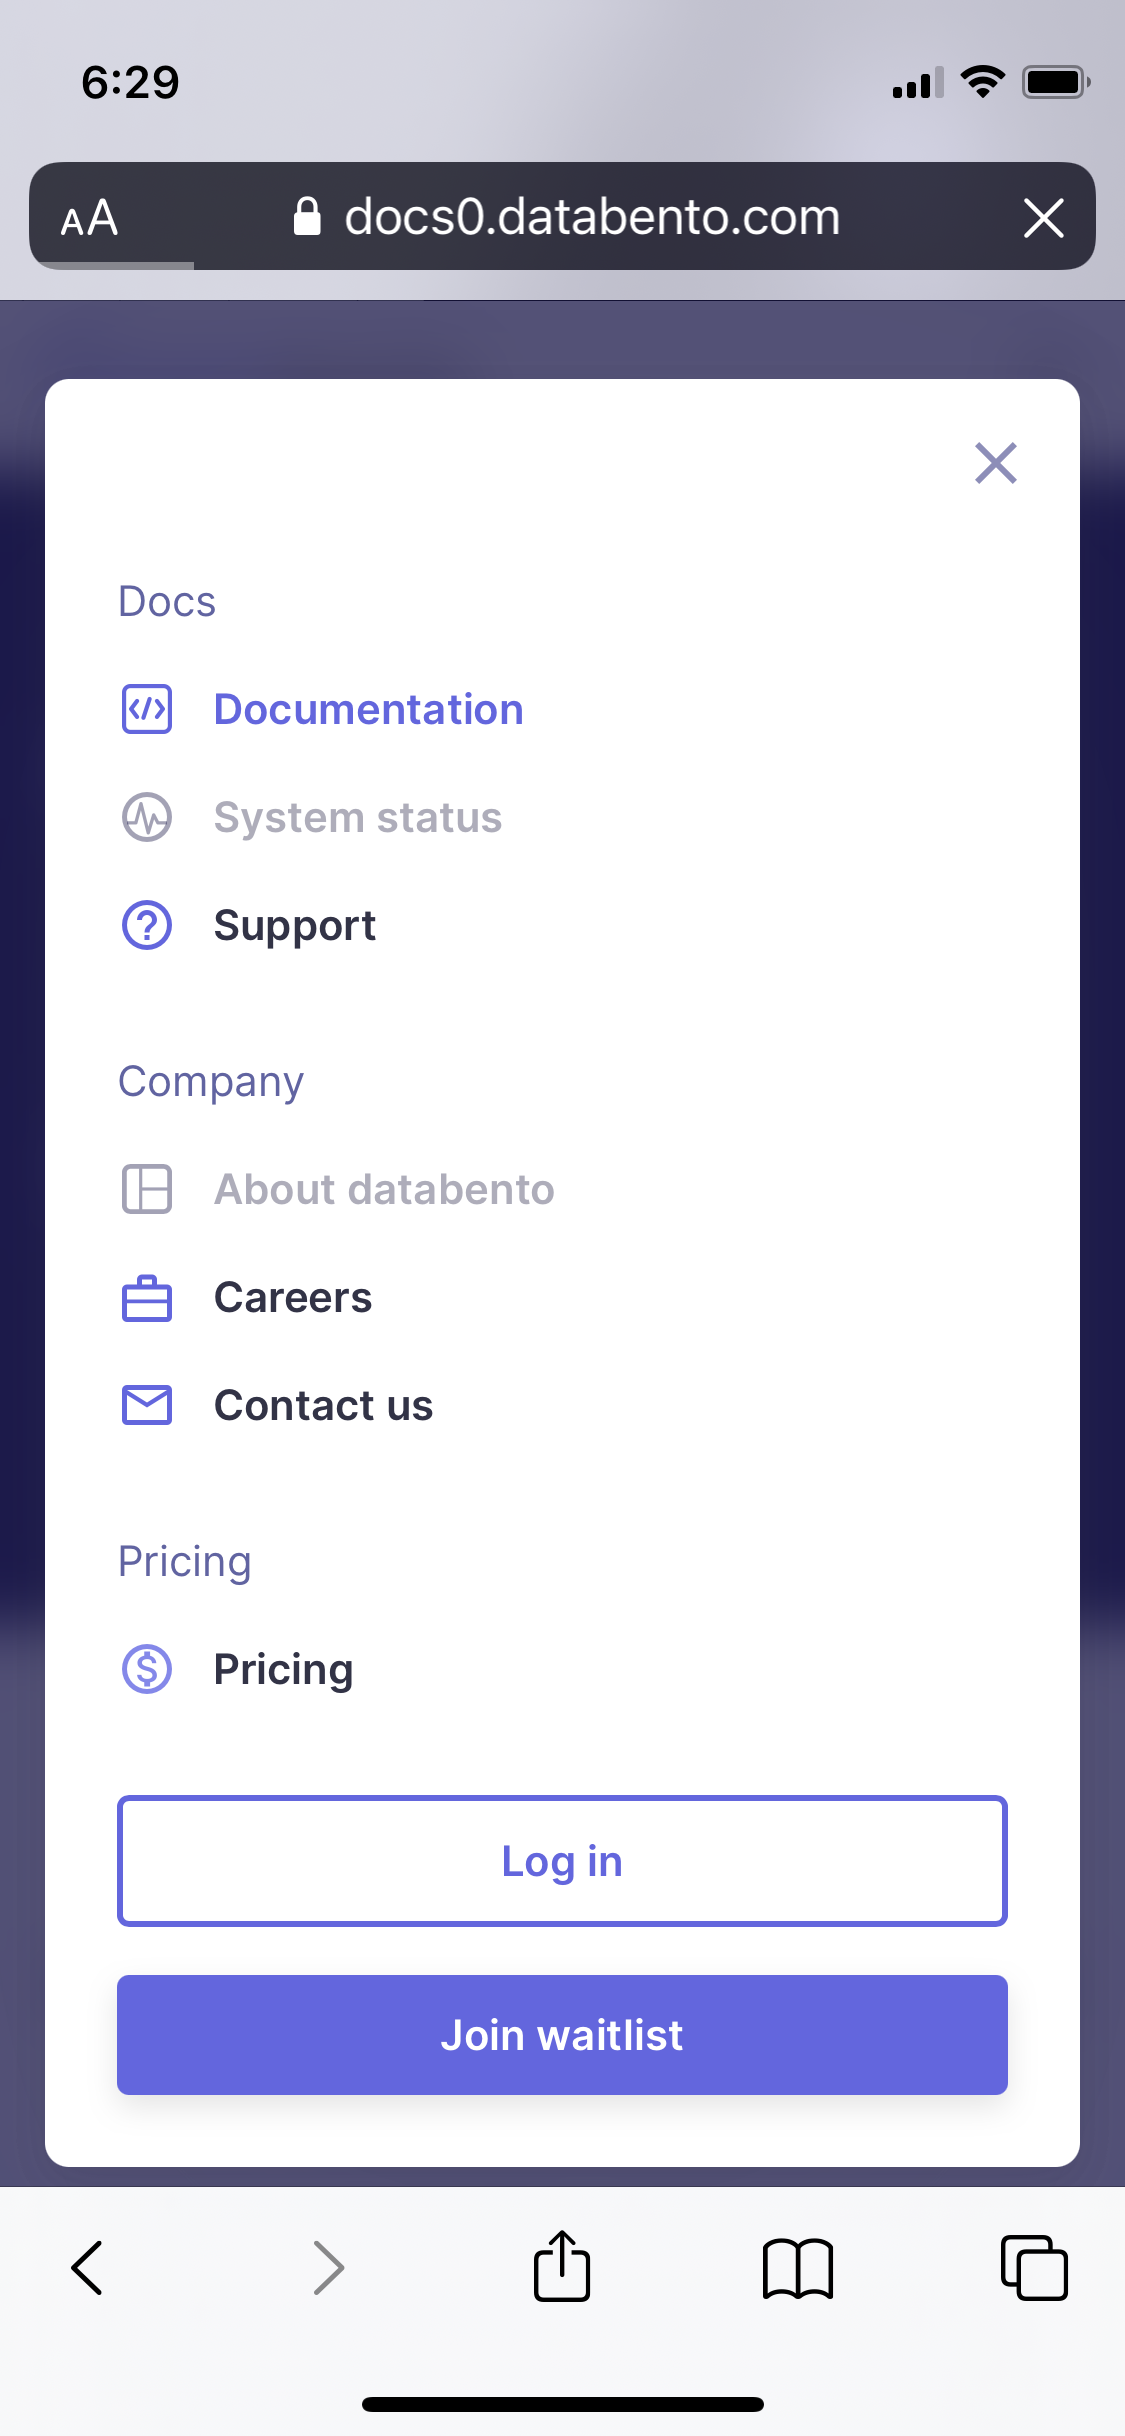 6:29
AA
docs0.databento.com
Docs
Documentation
System status
Support
Company
About databento
Careers
Contact us
Pricing
Pricing
Log in
Join waitlist